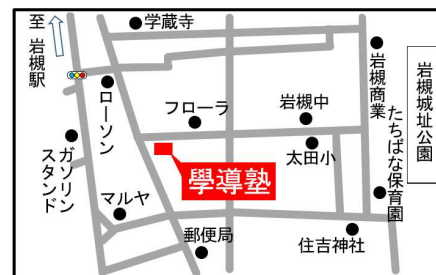 至 岩槻駅
学蔵寺
ローソン
フローラ
岩槻中
岩槻商業
岩槻城址公園
ガソリン
スタンド
學導塾
太田小
たちばな保育園
マルヤ
郵便局
住吉神社